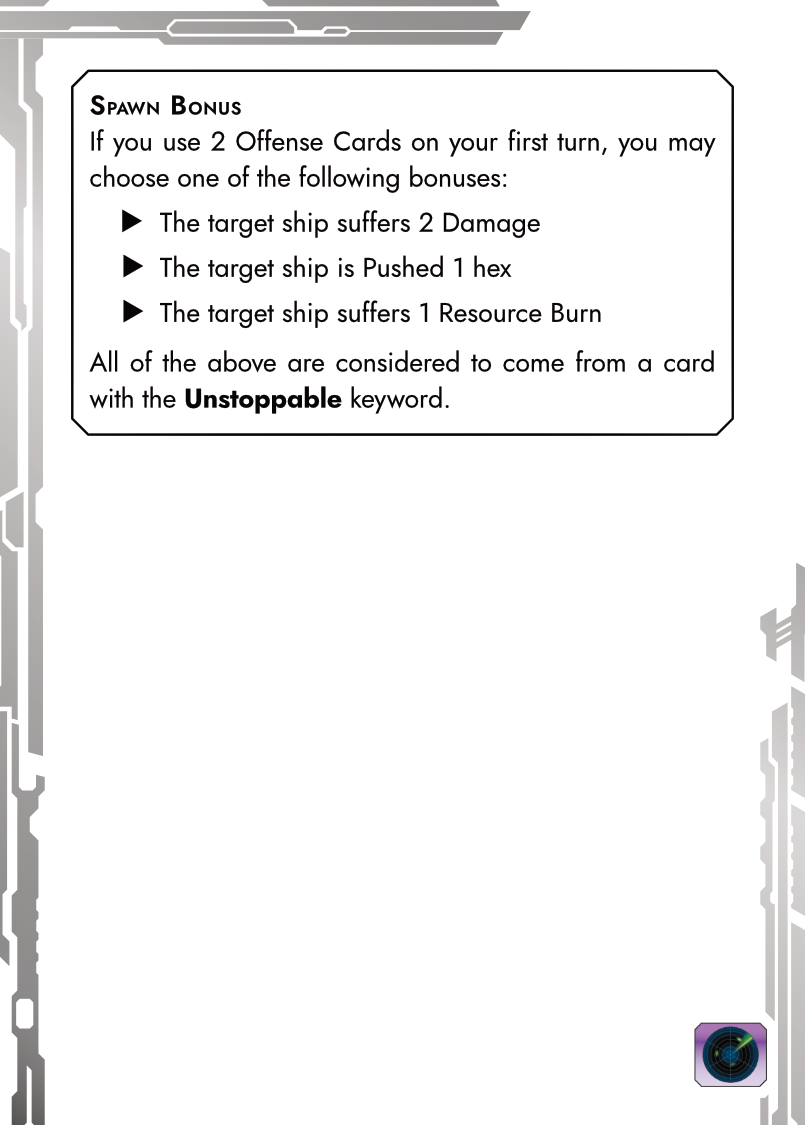 Spawn Bonus
If you use 2 Offense Cards on your first turn, you may
choose one of the following bonuses:
▶ The target ship suffers 2 Damage
▶ The target ship is Pushed 1 hex
▶ The target ship suffers 1 Resource Burn
All of the above are considered to come from a card
with the Unstoppable keyword.